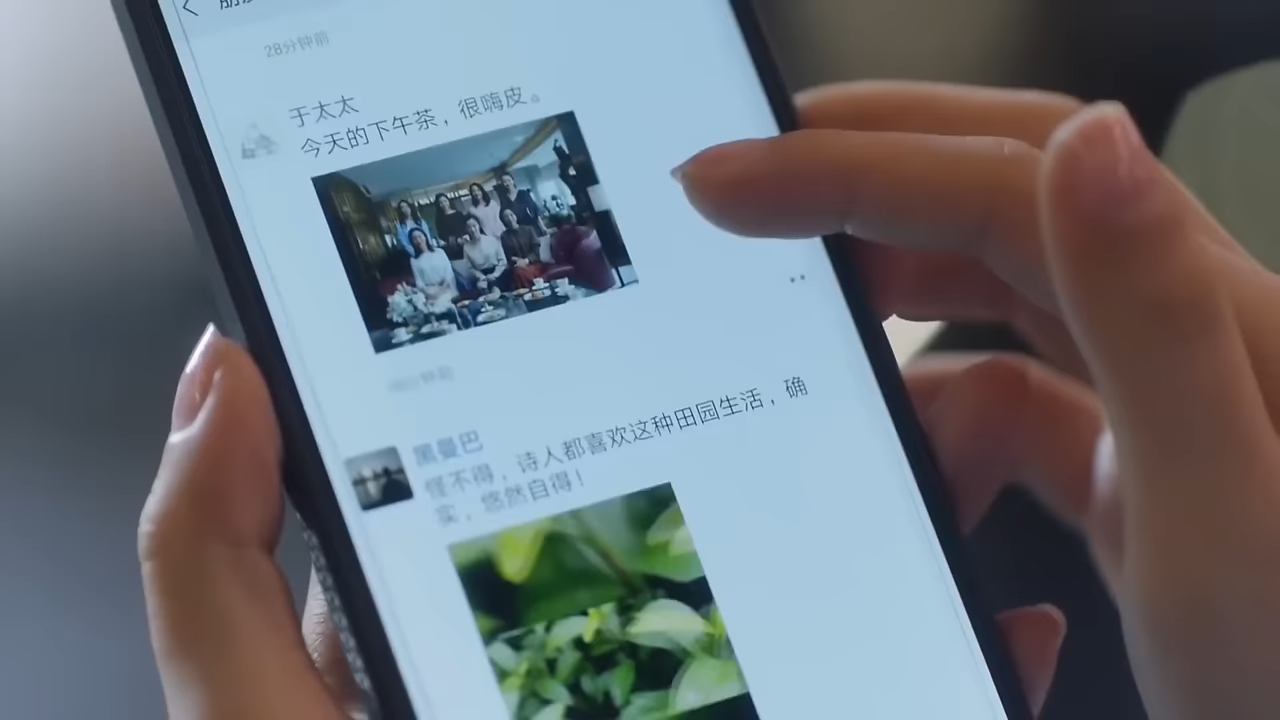 28分钟前
于太太
今天的下午茶，很嗨皮。
黑曼巴
怪不得，诗人都喜欢这种田园生活，确
实，悠然自得！